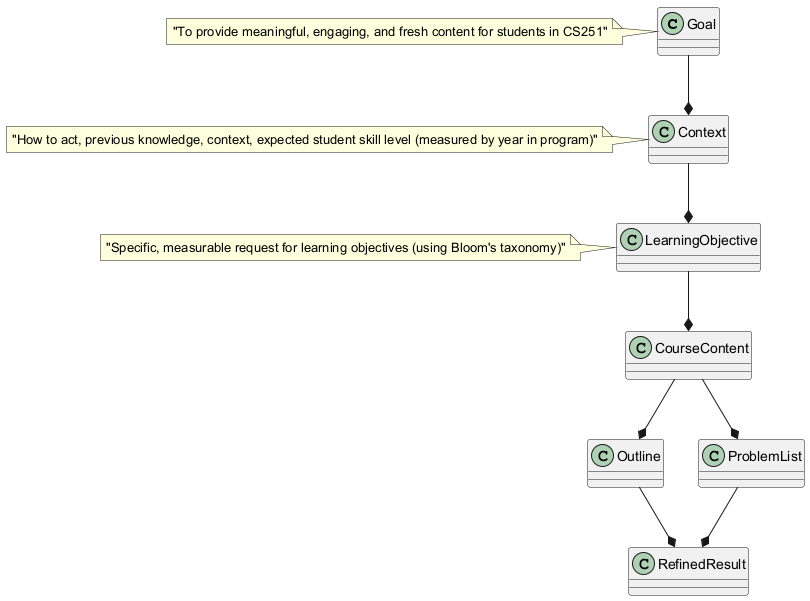 "To provide meaningful, engaging, and fresh content for students in CS251"
C Goal
"How to act, previous knowledge, context, expected student skill level (measured by year in program)"
C Context
"Specific, measurable request for learning objectives (using Bloom's taxonomy)"
C LearningObjective
C CourseContent
C Outline
C ProblemList
C RefinedResult